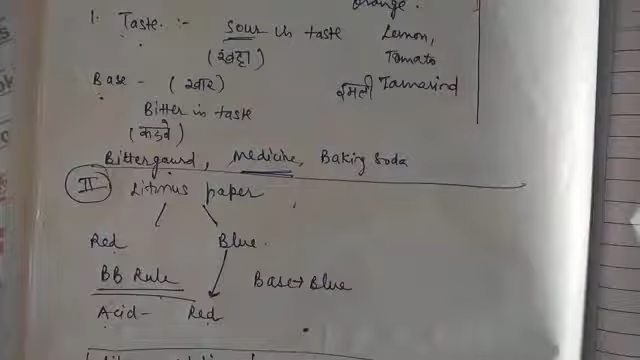 Orange.
1. Taste :- Sour in taste Lemon,
(खट्टा) Tomato
Base - (खार) ईमली Tamarind
Bitter in taste
(कड़वे)
Bittergaurd, Medicine, Baking Soda
II Litmus paper
Red Blue.
BB Rule Base→Blue
Acid - Red